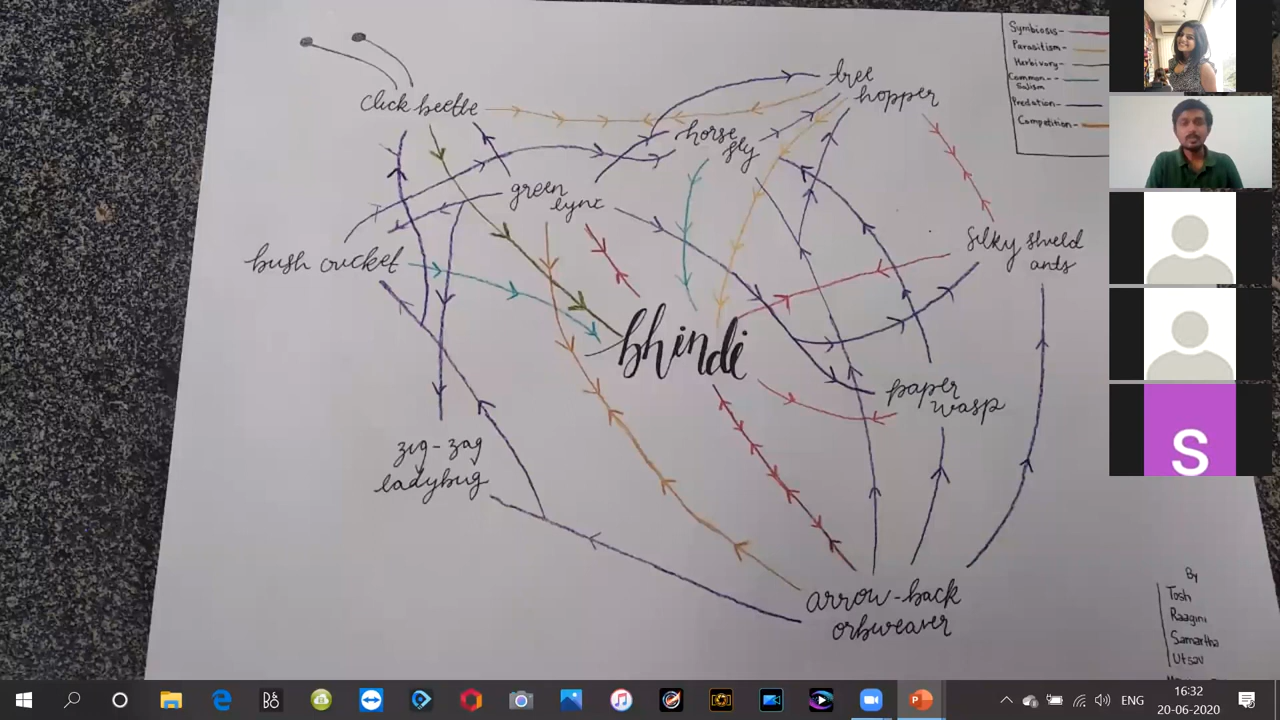 click beetle
tree
hopper
horse
fly
green
lynx
bush cricket
silky shield
ants
bhindi
paper
wasp
zig-zag
ladybug
arrow-back
orbweaver
Symbiosis-
Parasitism-
Herbivory-
Commen-
salism
Predation-
Competition-
By
Tosh
Raagini
Samartha
Utsav
S
ENG
16:32
20-06-2020